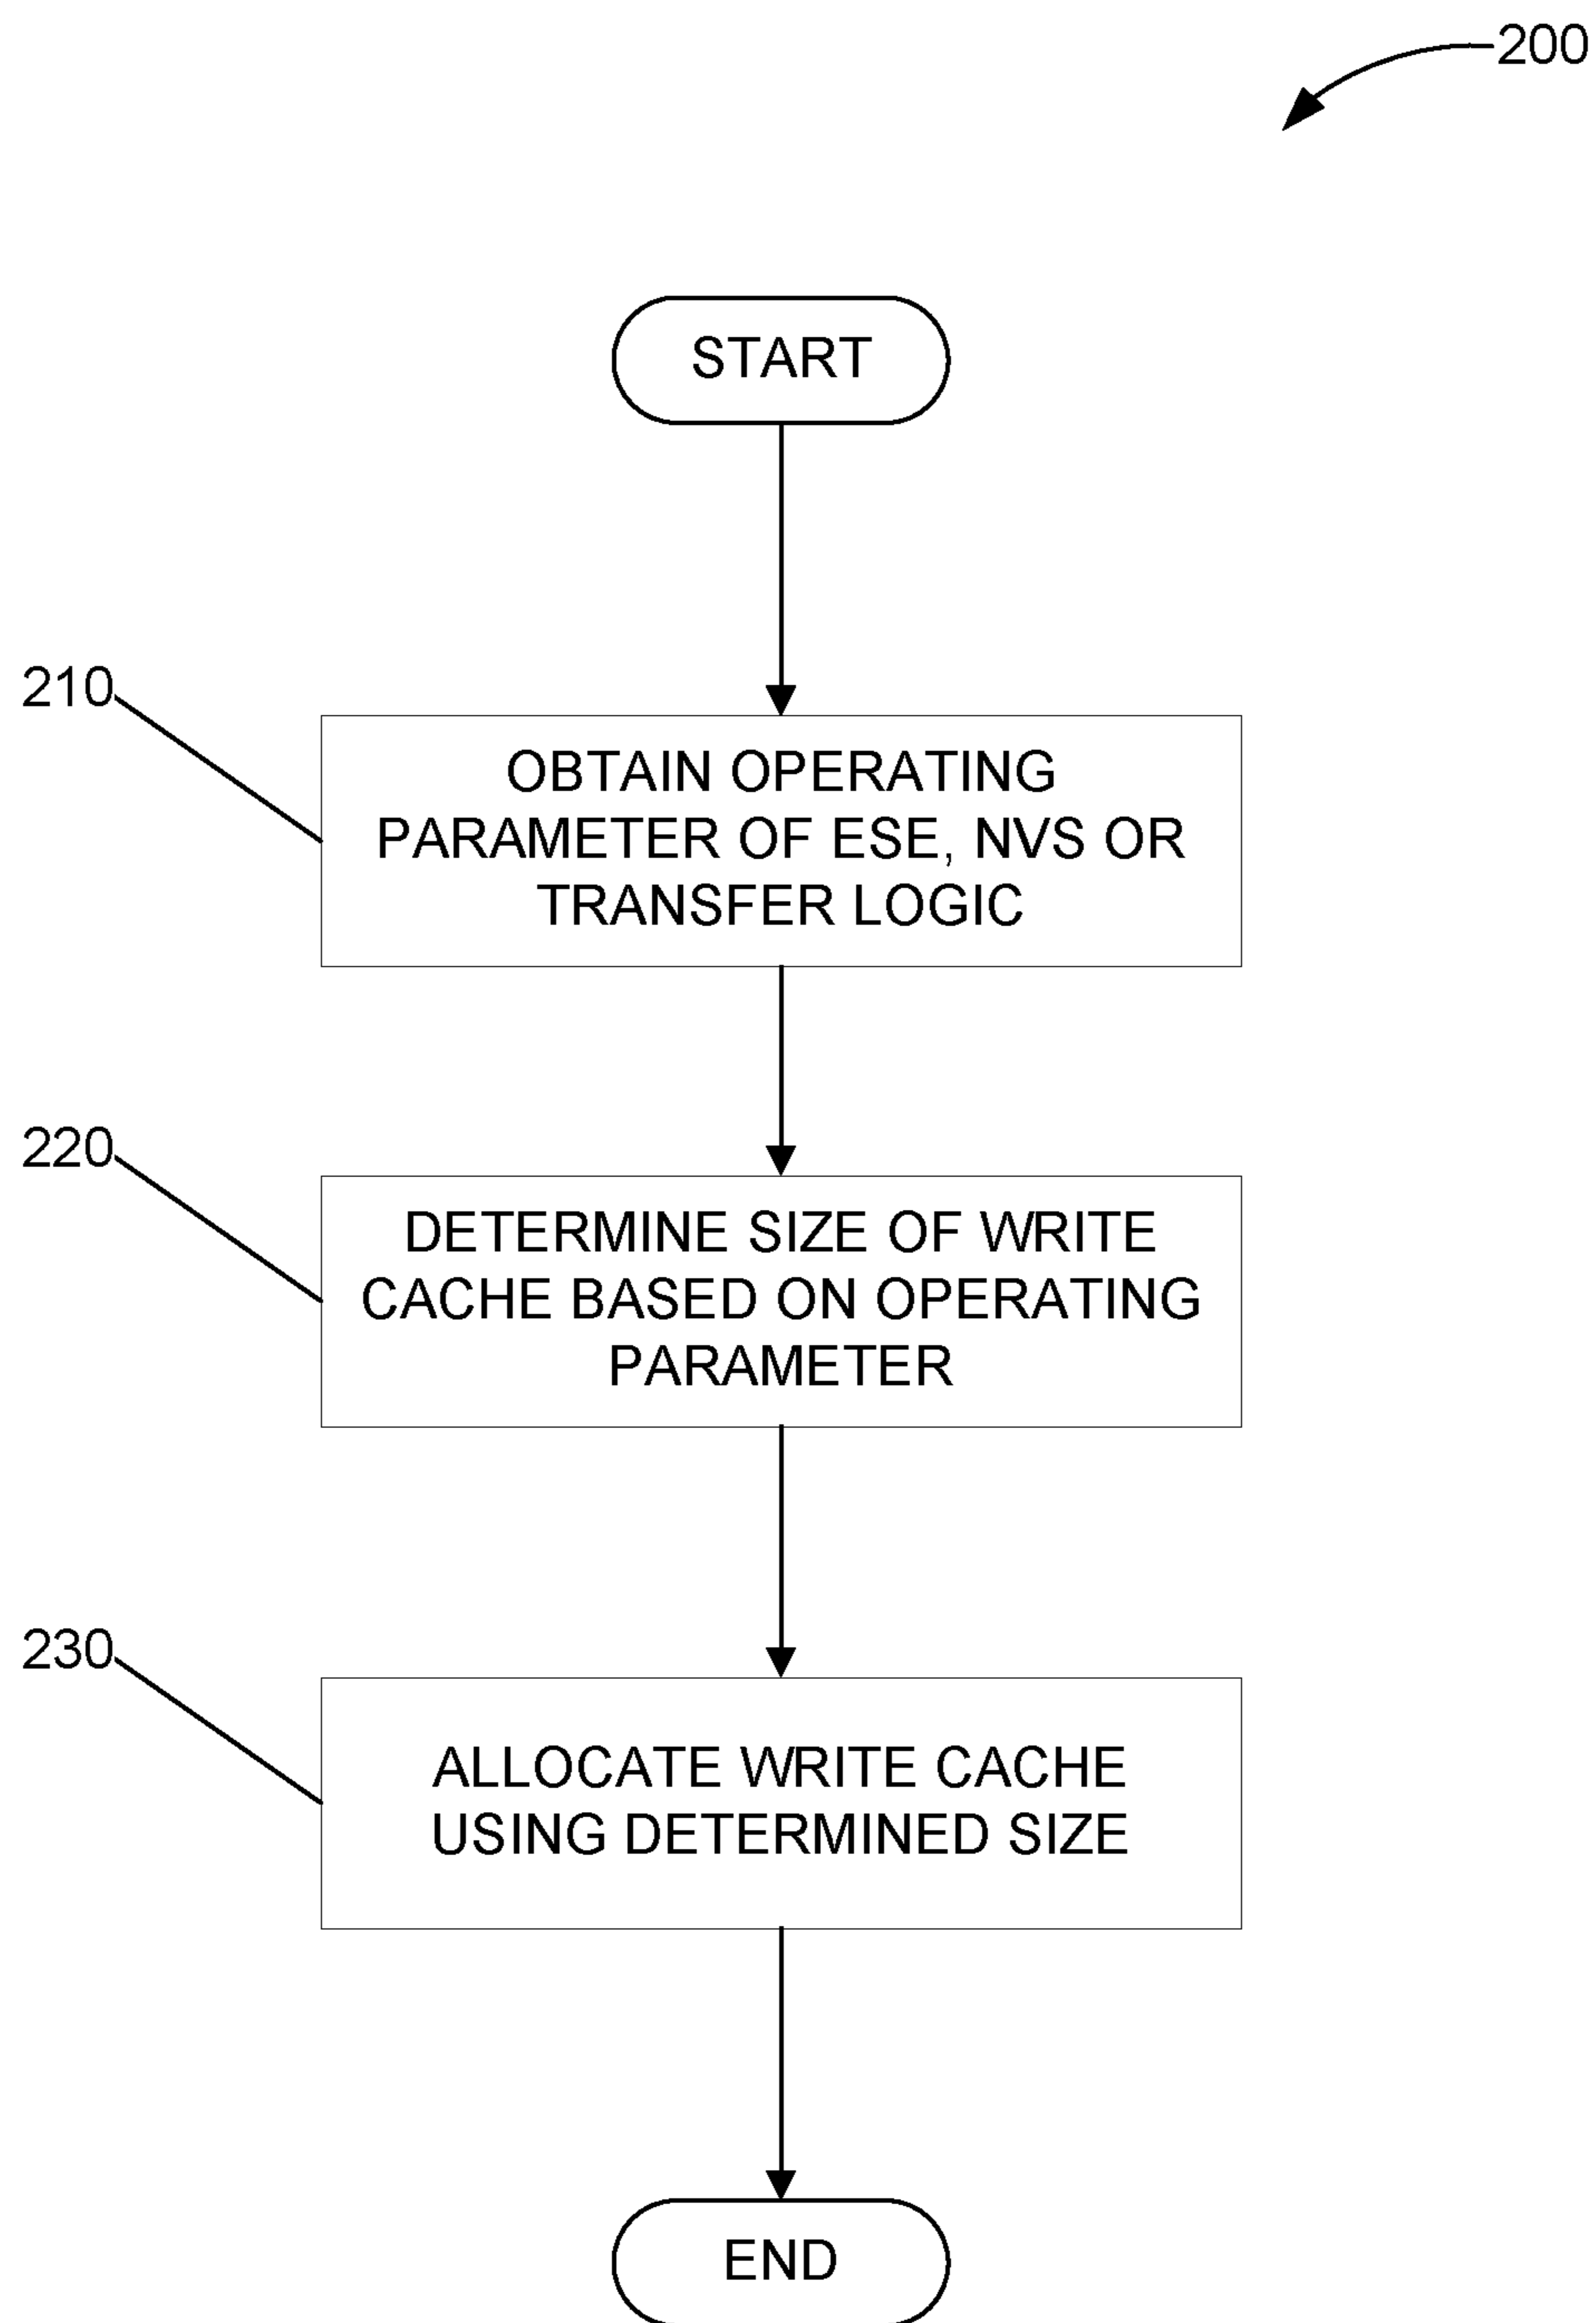 200
START
210
OBTAIN OPERATING
PARAMETER OF ESE, NVS OR
TRANSFER LOGIC
220
DETERMINE SIZE OF WRITE
CACHE BASED ON OPERATING
PARAMETER
230
ALLOCATE WRITE CACHE
USING DETERMINED SIZE
END